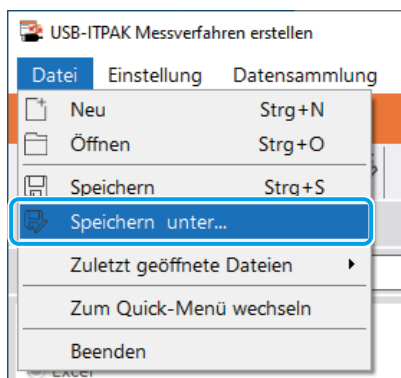 USB-ITPAK Messverfahren erstellen
Datei Einstellung Datensammlung
Neu Strg+N
Öffnen Strg+O
Speichern Strg+S
Speichern unter...
Zuletzt geöffnete Dateien
Zum Quick-Menü wechseln
Beenden
Excel